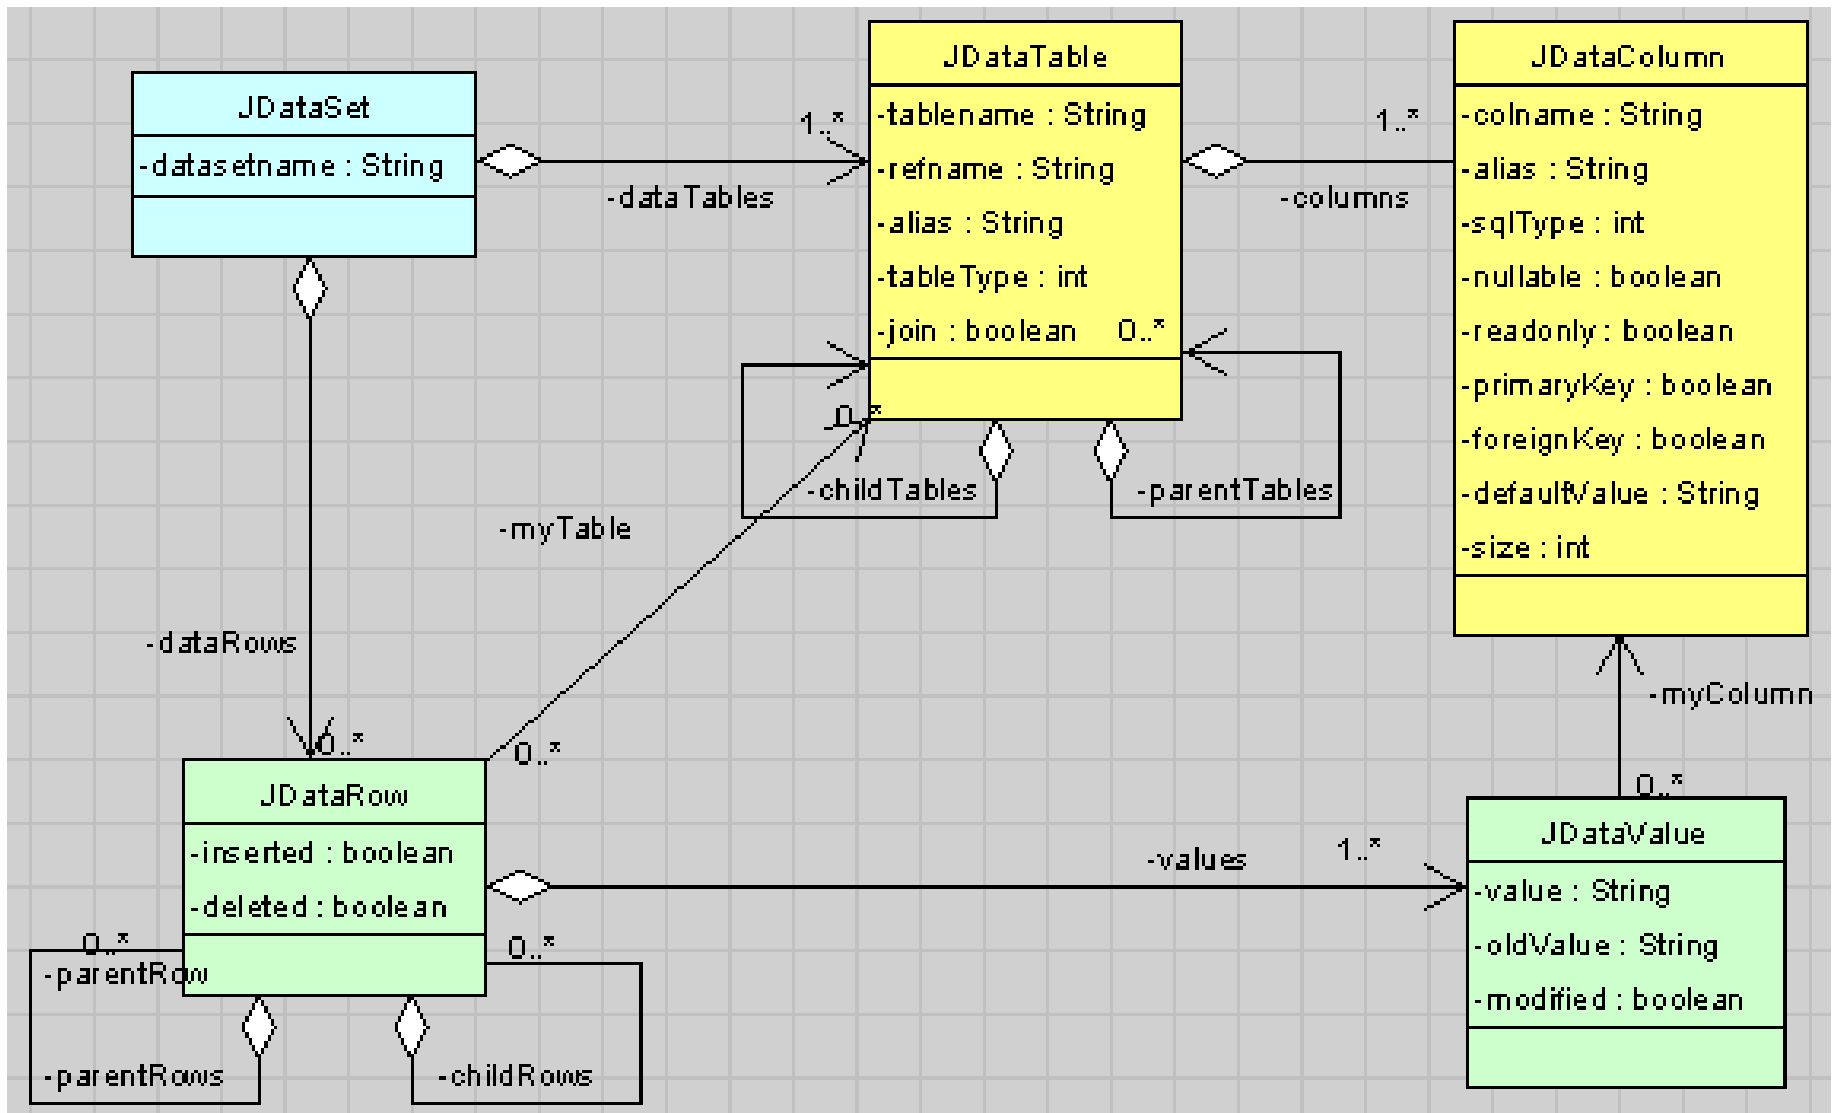 JDataSet
-datasetname : String
1..*
-dataTables
JDataTable
-tablename : String
-refname : String
-alias : String
-tableType : int
-join : boolean
0..*
1..*
-columns
JDataColumn
-colname : String
-alias : String
-sqlType : int
-nullable : boolean
-readonly : boolean
-primaryKey : boolean
-foreignKey : boolean
-defaultValue : String
-size : int
0..*
-childTables
-parentTables
-myTable
-dataRows
0..*
0..*
-myColumn
0..*
JDataRow
-inserted : boolean
-deleted : boolean
0..*
-parentRow
-parentRows
0..*
-childRows
-values
1..*
JDataValue
-value : String
-oldValue : String
-modified : boolean